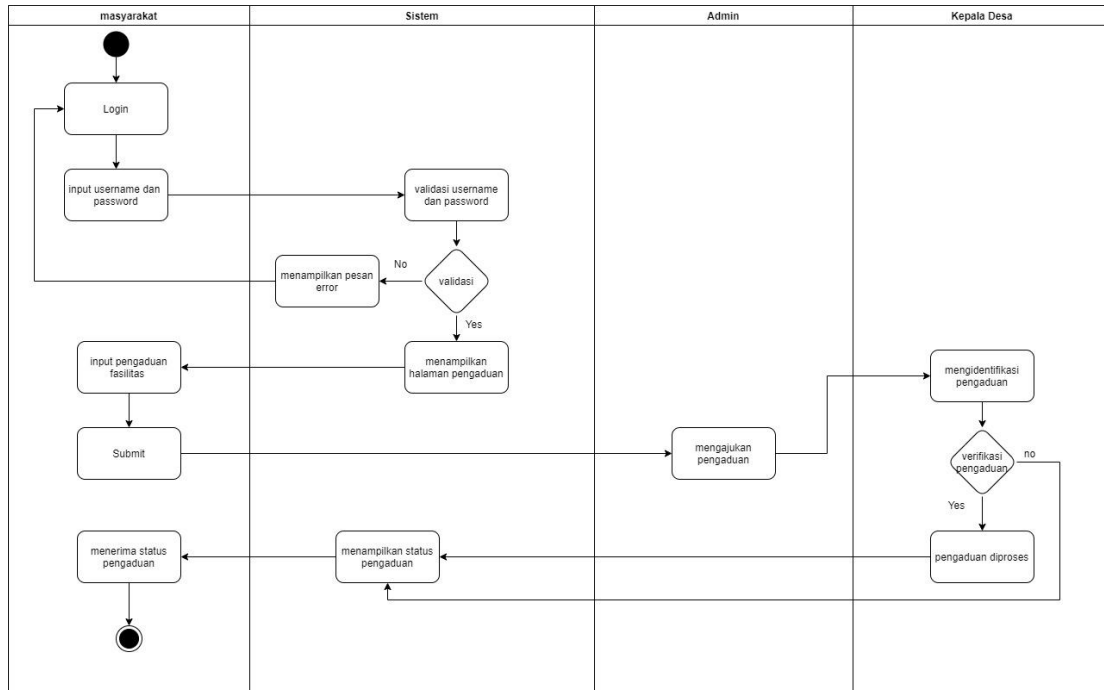 masyarakat
Sistem
Admin
Kepala Desa
Login
input username dan
password
validasi username
dan password
menampilkan pesan
error
No
validasi
Yes
input pengaduan
fasilitas
menampilkan
halaman pengaduan
mengidentifikasi
pengaduan
Submit
mengajukan
pengaduan
verifikasi
pengaduan
no
Yes
menerima status
pengaduan
menampilkan status
pengaduan
pengaduan diproses